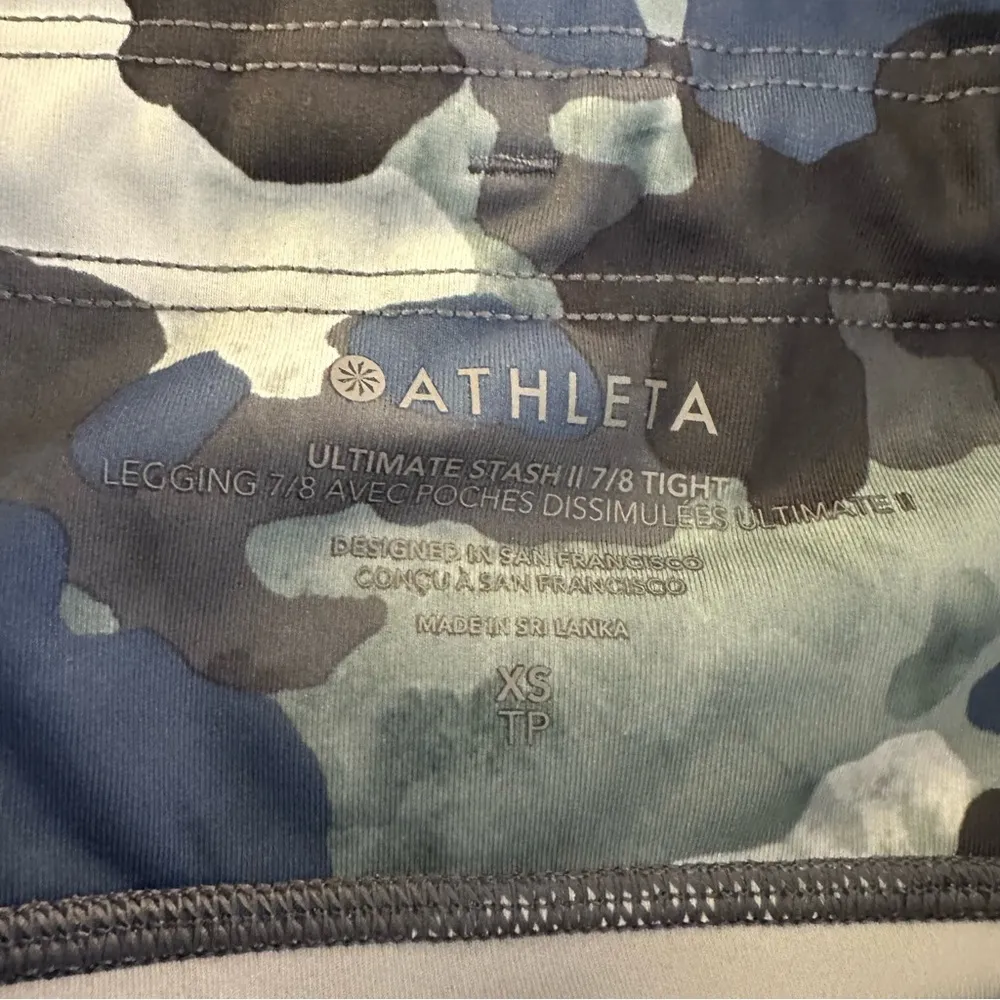 ATHLETA
ULTIMATE STASH II 7/8 TIGHT
LEGGING 7/8 AVEC POCHES DISSIMULÉES ULTIMATE II
DESIGNED IN SAN FRANCISCO
CONÇU À SAN FRANCISCO
MADE IN SRI LANKA
XS
TP